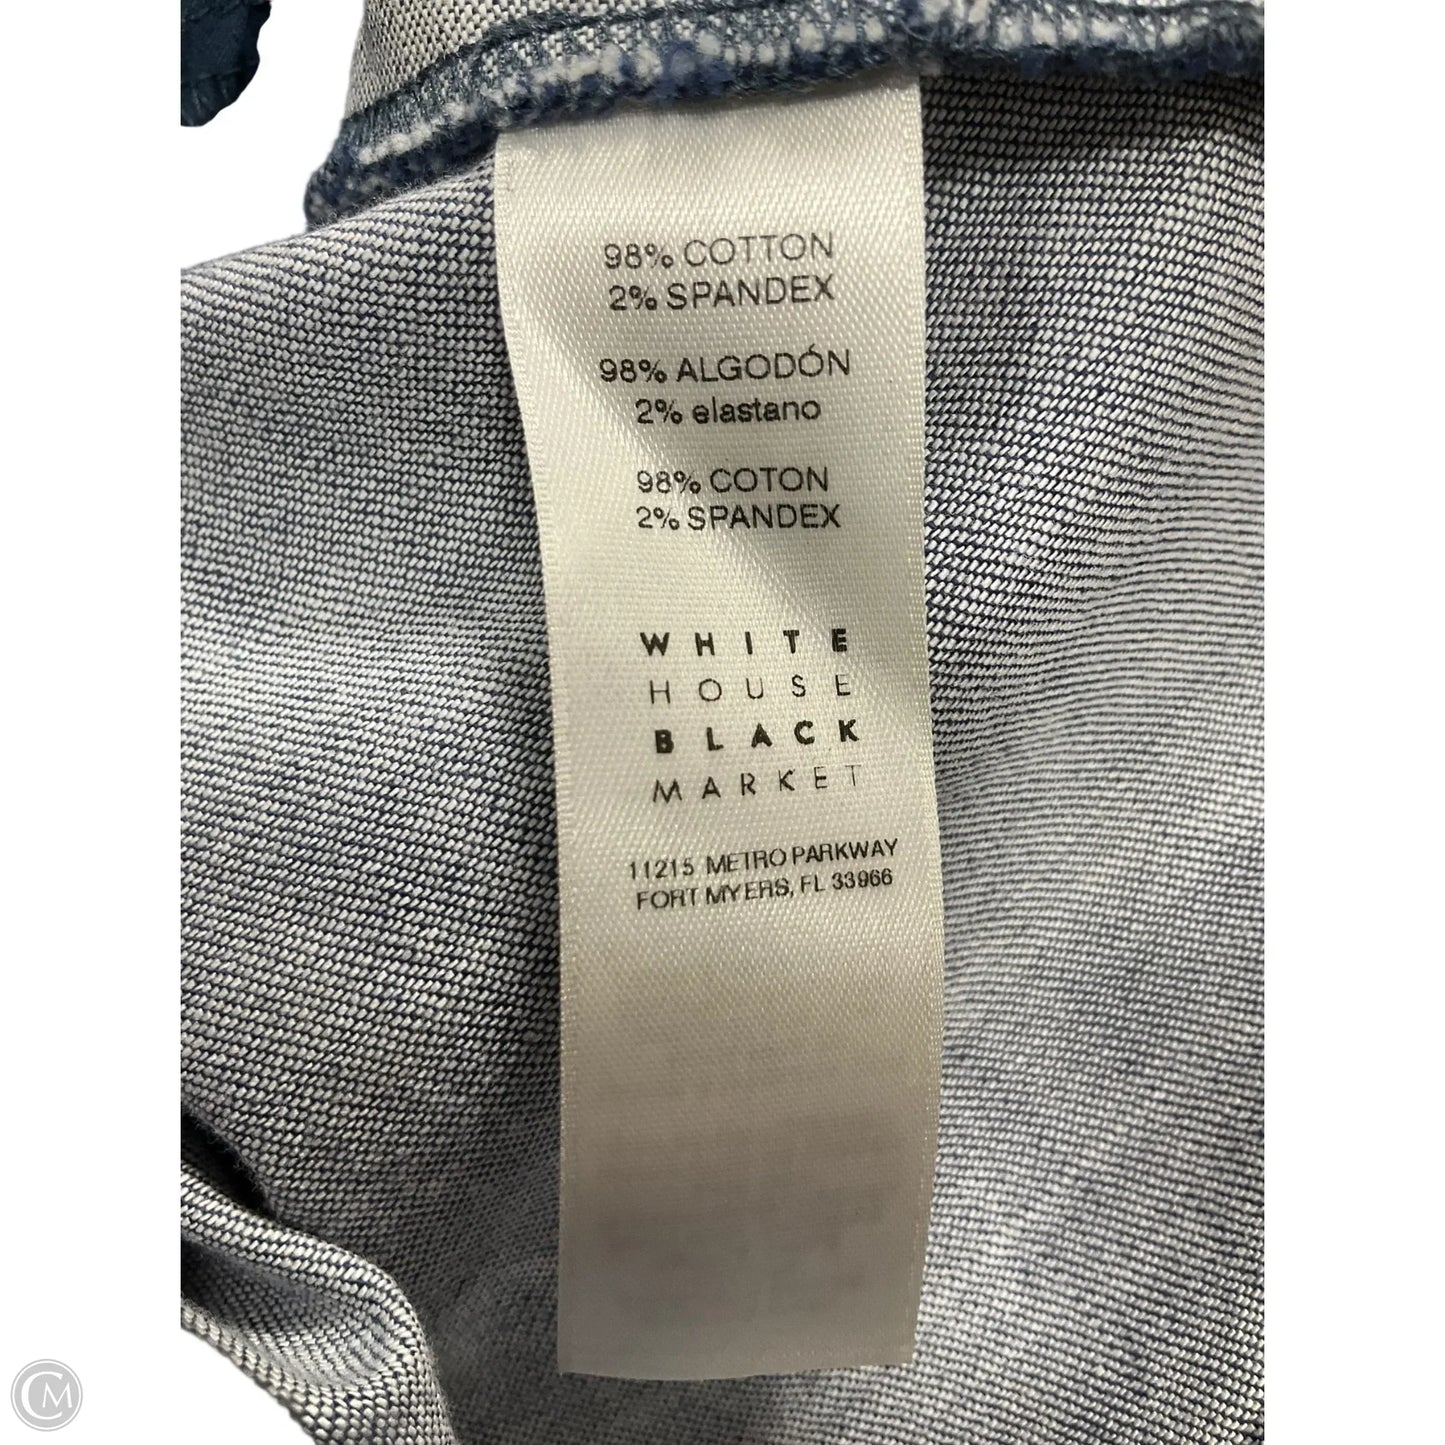 98% COTTON
2% SPANDEX
98% ALGODÓN
2% elastano
98% COTON
2% SPANDEX
WHITE
HOUSE
BLACK
MARKET
11215 METRO PARKWAY
FORT MYERS, FL 33966
CM